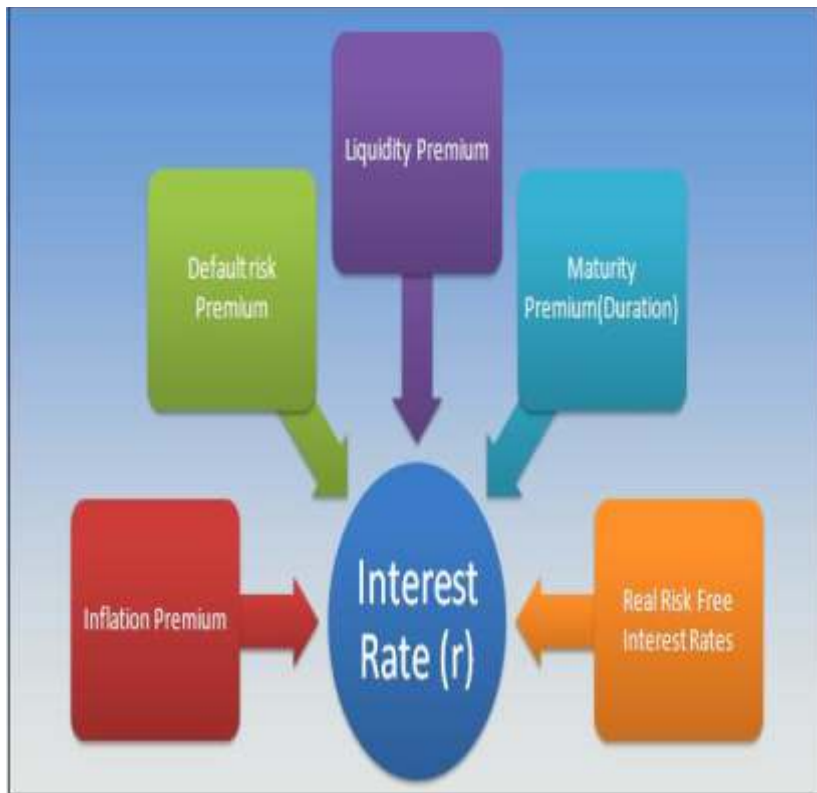 Liquidity Premium
Default risk
Premium
Maturity
Premium(Duration)
Inflation Premium
Interest
Rate (r)
Real Risk Free
Interest Rates